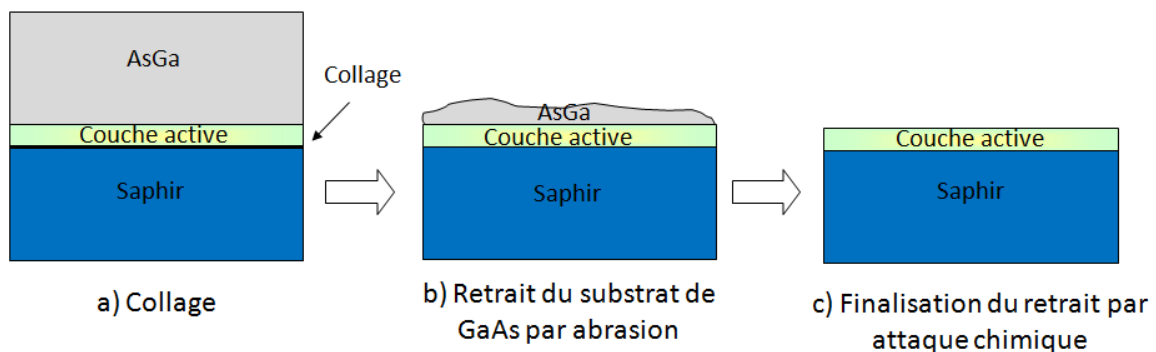 AsGa
Collage
Couche active
Saphir
a) Collage
AsGa
Couche active
Saphir
b) Retrait du substrat de
GaAs par abrasion
Couche active
Saphir
c) Finalisation du retrait par
attaque chimique